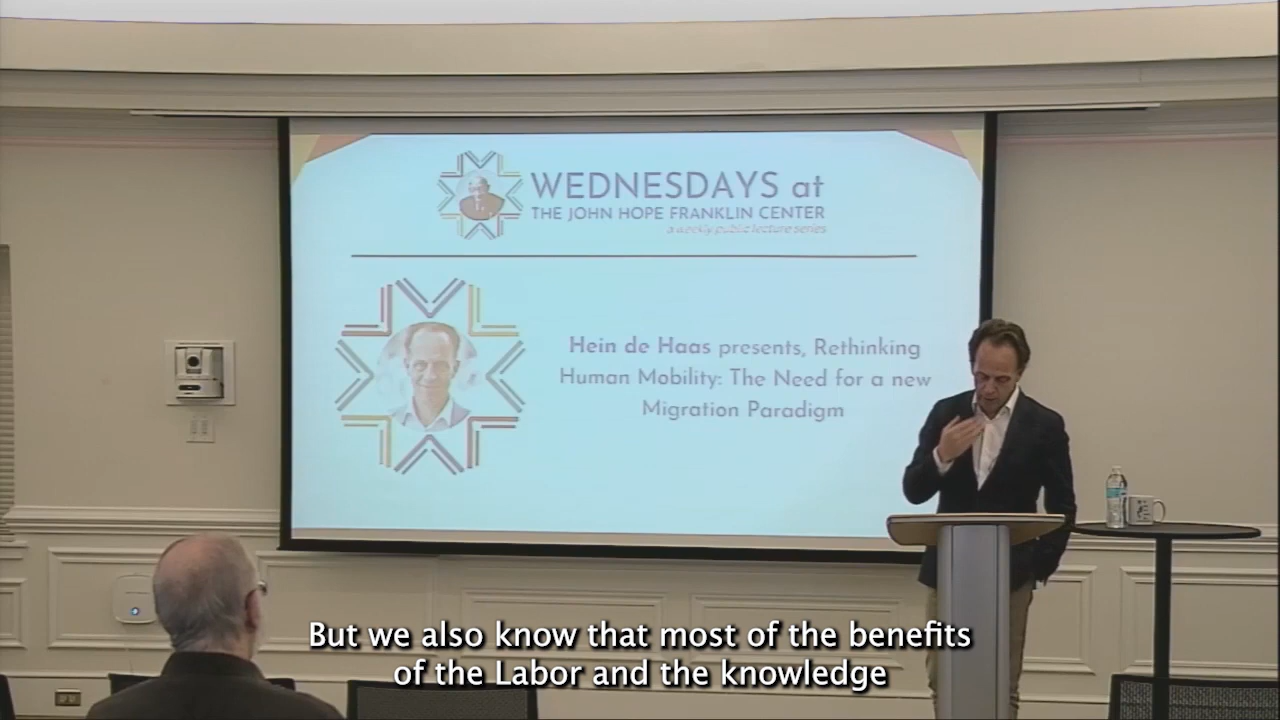 WEDNESDAYS at
THE JOHN HOPE FRANKLIN CENTER
a weekly public lecture series
Hein de Haas presents, Rethinking
Human Mobility: The Need for a new
Migration Paradigm
But we also know that most of the benefits
of the Labor and the knowledge